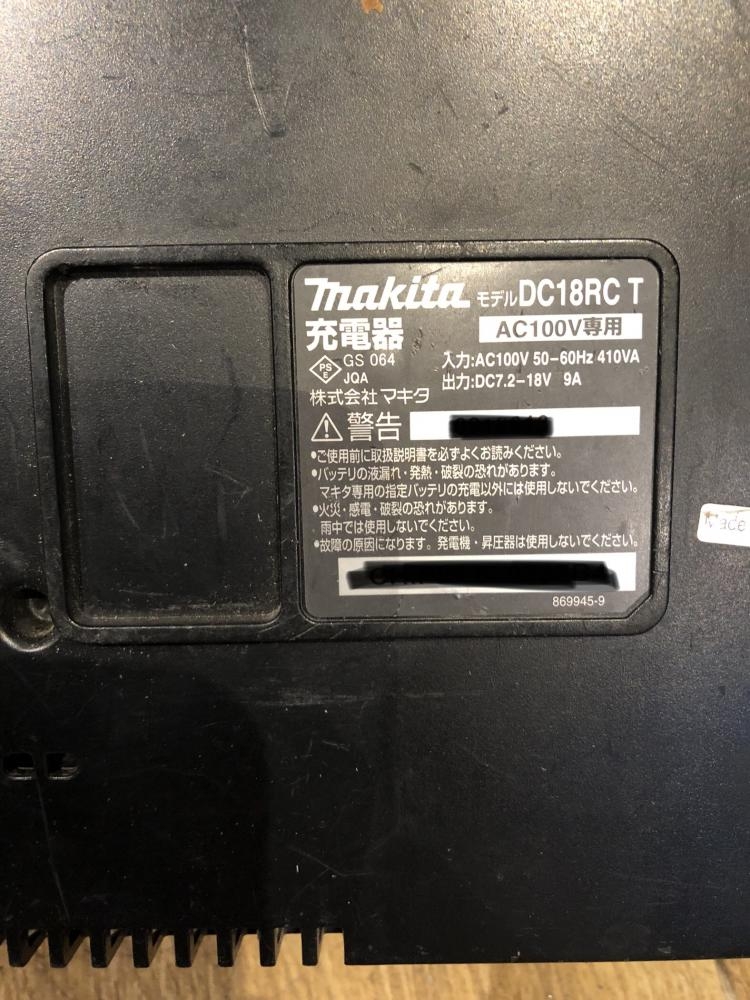 makita モデル DC18RC T
充電器 AC100V専用
PS E GS 064 入力:AC100V 50-60Hz 410VA
JQA 出力:DC7.2-18V 9A
株式会社 マキタ
警告
•ご使用前に取扱説明書を必ずよくお読みください。
•バッテリの液漏れ・発熱・破裂の恐れがあります。
マキタ専用の指定バッテリの充電以外には使用しないでください。
•火災・感電・破裂の恐れがあります。
雨中では使用しないでください。
•故障の原因になります。発電機・昇圧器は使用しないでください。
869945-9
Made